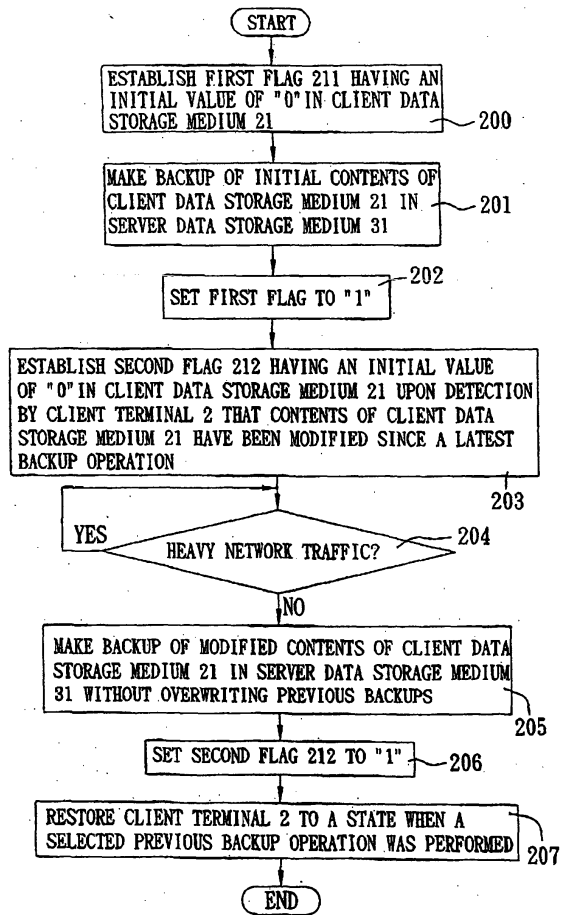 START
ESTABLISH FIRST FLAG 211 HAVING AN
INITIAL VALUE OF "0" IN CLIENT DATA
STORAGE MEDIUM 21
200
MAKE BACKUP OF INITIAL CONTENTS OF
CLIENT DATA STORAGE MEDIUM 21 IN
SERVER DATA STORAGE MEDIUM 31
201
202
SET FIRST FLAG TO "1"
ESTABLISH SECOND FLAG 212 HAVING AN INITIAL VALUE
OF "0" IN CLIENT DATA STORAGE MEDIUM 21 UPON DETECTION
BY CLIENT TERMINAL 2 THAT CONTENTS OF CLIENT DATA
STORAGE MEDIUM 21 HAVE BEEN MODIFIED SINCE A LATEST
BACKUP OPERATION
203
YES
204
HEAVY NETWORK TRAFFIC?
NO
MAKE BACKUP OF MODIFIED CONTENTS OF CLIENT DATA
STORAGE MEDIUM 21 IN SERVER DATA STORAGE MEDIUM
31 WITHOUT OVERWRITING PREVIOUS BACKUPS
205
SET SECOND FLAG 212 TO "1"
206
RESTORE CLIENT TERMINAL 2 TO A STATE WHEN A
SELECTED PREVIOUS BACKUP OPERATION WAS PERFORMED
207
END